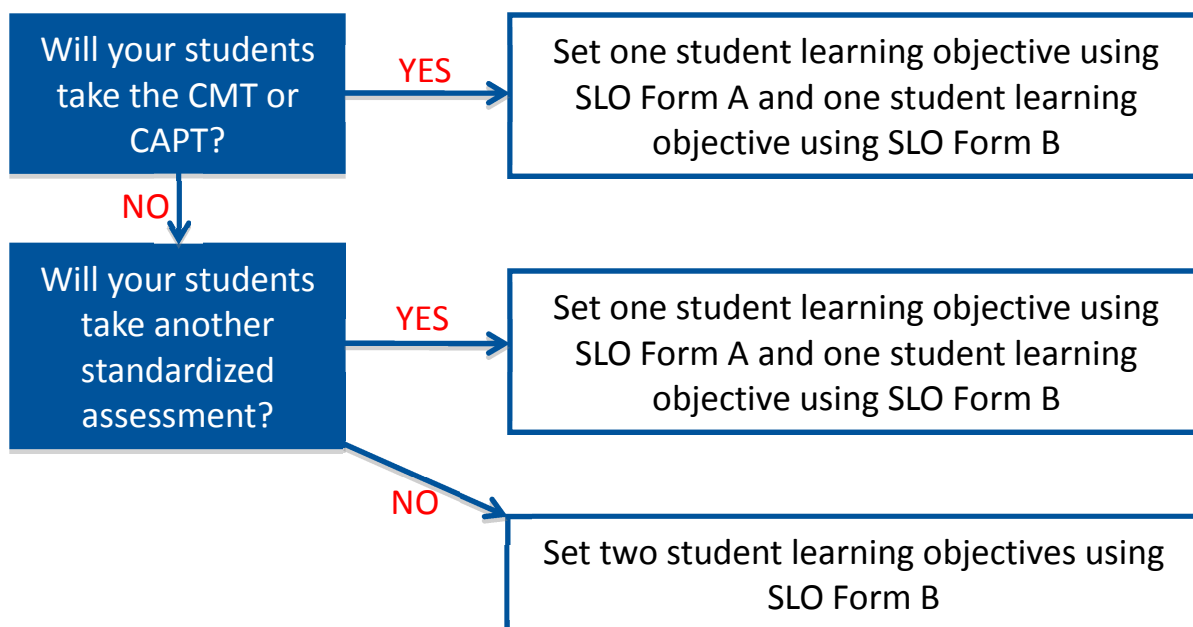 Will your students
take the CMT or
CAPT?
YES
Set one student learning objective using
SLO Form A and one student learning
objective using SLO Form B
NO
Will your students
take another
standardized
assessment?
YES
Set one student learning objective using
SLO Form A and one student learning
objective using SLO Form B
NO
Set two student learning objectives using
SLO Form B